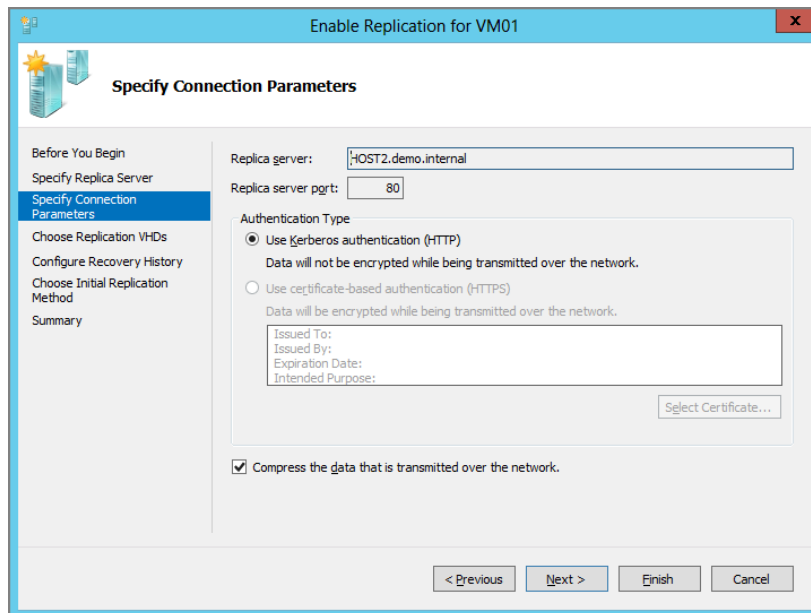 Enable Replication for VM01
x
Specify Connection Parameters
Before You Begin
Specify Replica Server
Specify Connection
Parameters
Choose Replication VHDs
Configure Recovery History
Choose Initial Replication
Method
Summary
Replica server: HOST2.demo.internal
Replica server port: 80
Authentication Type
Use Kerberos authentication (HTTP)
Data will not be encrypted while being transmitted over the network.
Use certificate-based authentication (HTTPS)
Data will be encrypted while being transmitted over the network.
Issued To:
Issued By:
Expiration Date:
Intended Purpose:
Select Certificate...
Compress the data that is transmitted over the network.
< Previous Next > Finish Cancel